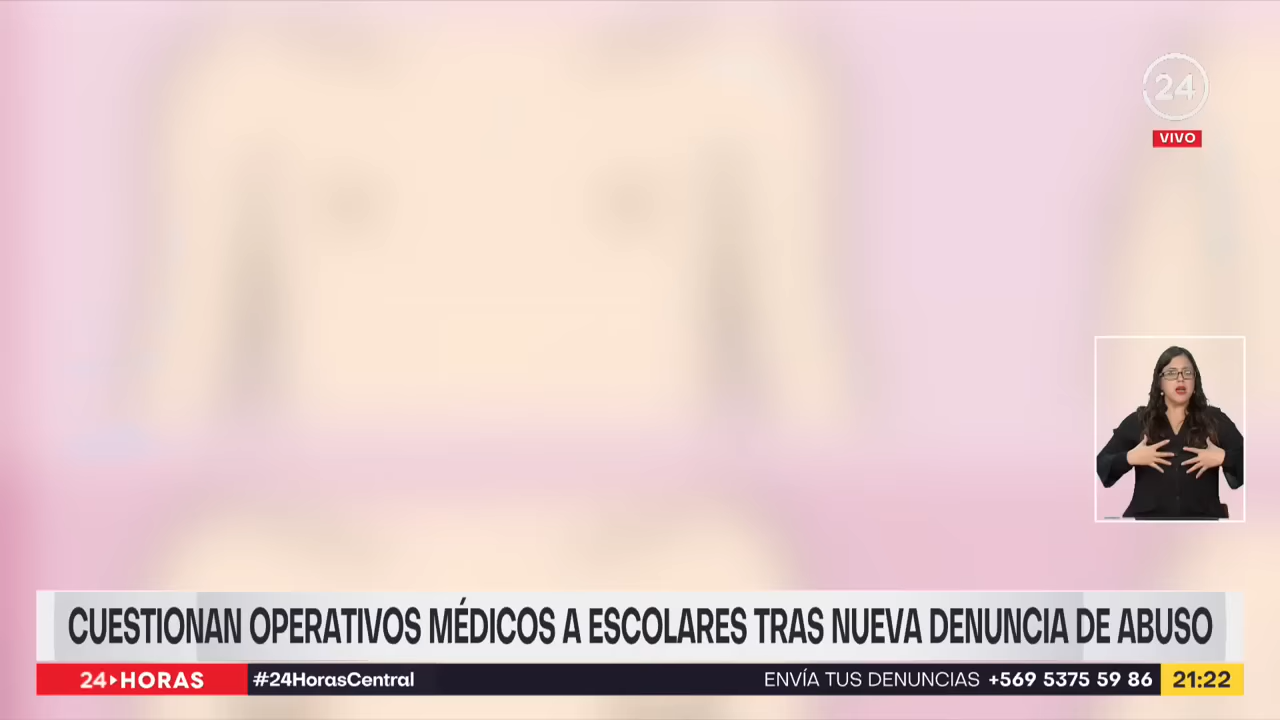 24
VIVO
CUESTIONAN OPERATIVOS MÉDICOS A ESCOLARES TRAS NUEVA DENUNCIA DE ABUSO
24 HORAS #24HorasCentral ENVÍA TUS DENUNCIAS +569 5375 59 86 21:22